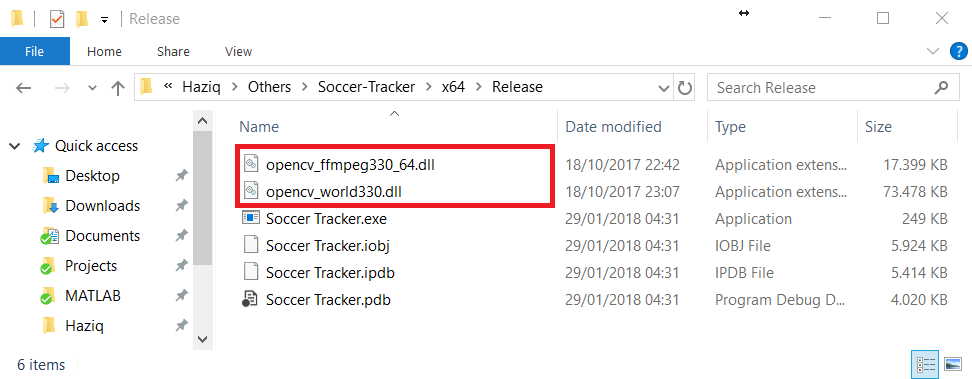 Release
File Home Share View
« Haziq Others Soccer-Tracker x64 Release Search Release
Quick access
Desktop
Downloads
Documents
Projects
MATLAB
Haziq
Name Date modified Type Size
opencv_ffmpeg330_64.dll 18/10/2017 22:42 Application extens... 17.399 KB
opencv_world330.dll 18/10/2017 23:07 Application extens... 73.478 KB
Soccer Tracker.exe 29/01/2018 04:31 Application 249 KB
Soccer Tracker.iobj 29/01/2018 04:31 IOBJ File 5.924 KB
Soccer Tracker.ipdb 29/01/2018 04:31 IPDB File 5.414 KB
Soccer Tracker.pdb 29/01/2018 04:31 Program Debug D... 4.020 KB
6 items